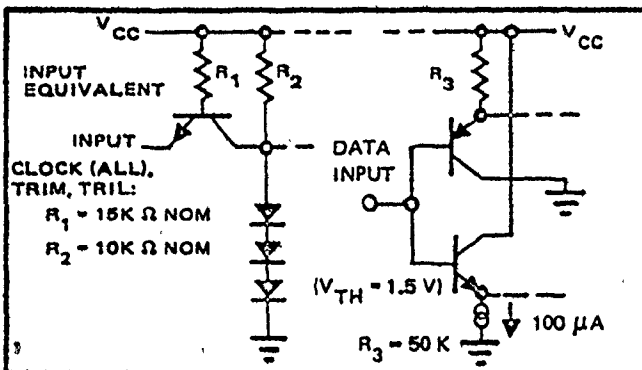 VCC
VCC
INPUT
EQUIVALENT
R1
R2
R3
INPUT
DATA
INPUT
CLOCK (ALL),
TRIM, TRIL:
R1 = 15K Ω NOM
R2 = 10K Ω NOM
(VTH = 1.5 V)
100 μA
R3 = 50 K